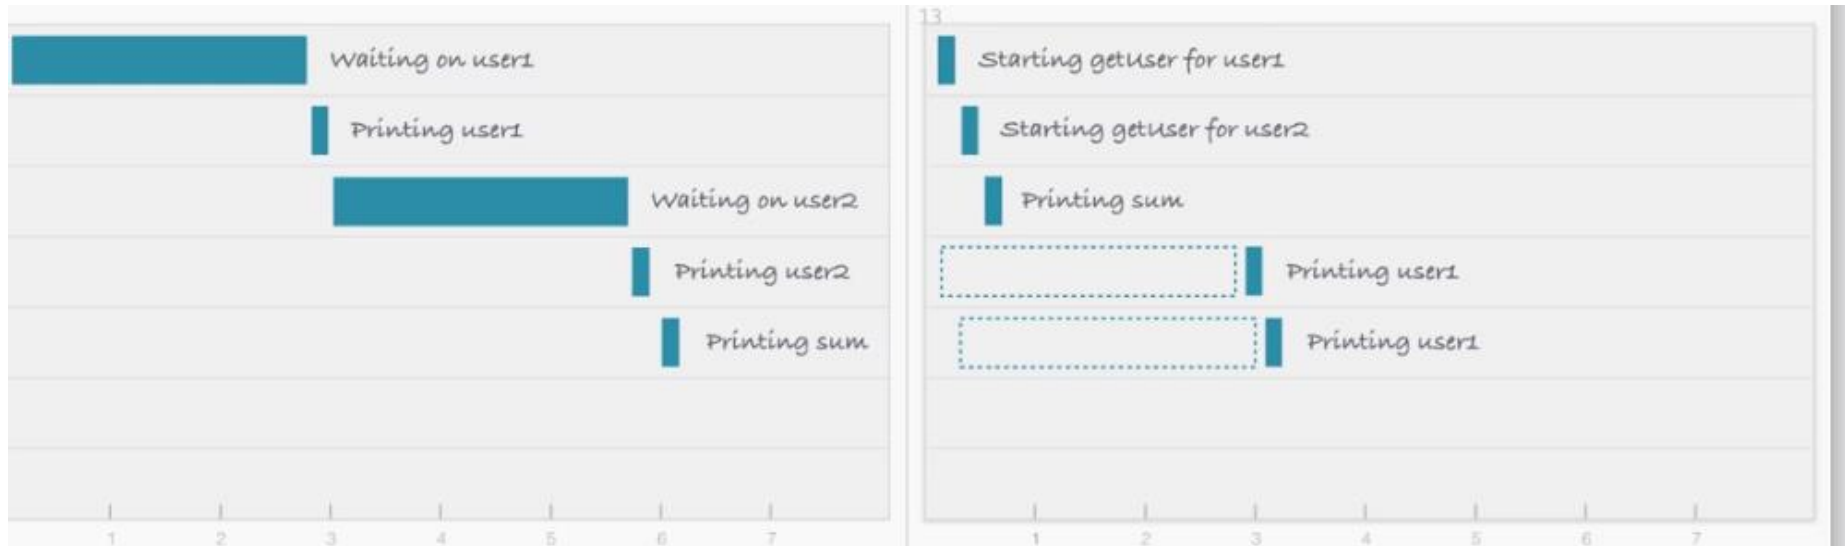 Waiting on user1
Printing user1
Waiting on user2
Printing user2
Printing sum
1 2 3 4 5 6 7
13
Starting getUser for user1
Starting getUser for user2
Printing sum
Printing user1
Printing user1
1 2 3 4 5 6 7